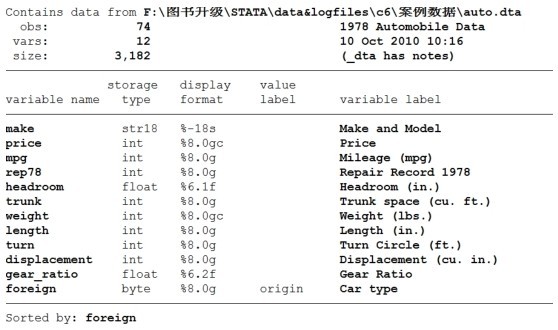 Contains data from F:\图书升级\STATA\data&logfiles\c6\案例数据\auto.dta
obs: 74 1978 Automobile Data
vars: 12 10 Oct 2010 10:16
size: 3,182 (_dta has notes)
storage display value
variable name type format label variable label
make str18 %-18s Make and Model
price int %8.0gc Price
mpg int %8.0g Mileage (mpg)
rep78 int %8.0g Repair Record 1978
headroom float %6.1f Headroom (in.)
trunk int %8.0g Trunk space (cu. ft.)
weight int %8.0gc Weight (lbs.)
length int %8.0g Length (in.)
turn int %8.0g Turn Circle (ft.)
displacement int %8.0g Displacement (cu. in.)
gear_ratio float %6.2f Gear Ratio
foreign byte %8.0g origin Car type
Sorted by: foreign